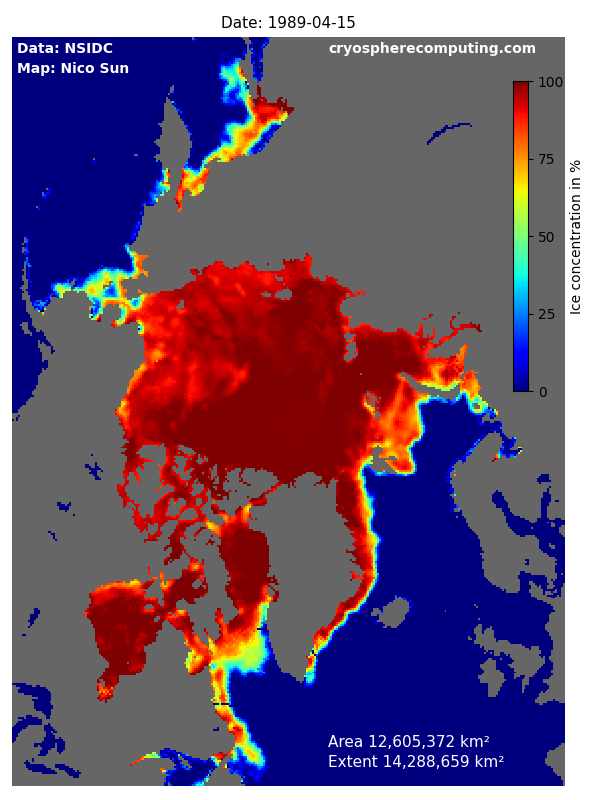 Date: 1989-04-15
Data: NSIDC
Map: Nico Sun
cryospherecomputing.com
100
75
50
25
0
Ice concentration in %
Area 12,605,372 km²
Extent 14,288,659 km²